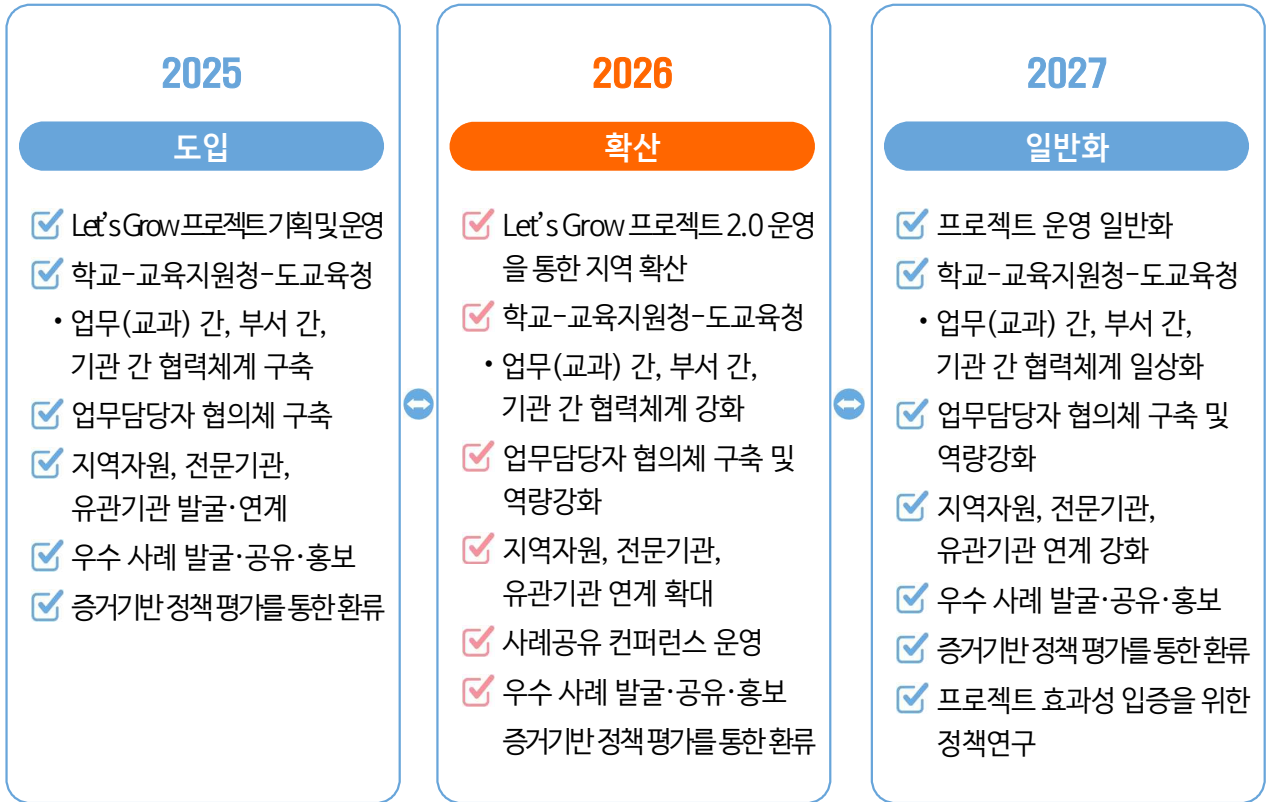 2025
도입
Let’s Grow 프로젝트 기획 및 운영
학교-교육지원청-도교육청
• 업무(교과) 간, 부서 간,
기관 간 협력체계 구축
업무담당자 협의체 구축
지역자원, 전문기관,
유관기관 발굴·연계
우수 사례 발굴·공유·홍보
증거기반 정책 평가를 통한 환류
2026
확산
Let’s Grow 프로젝트 2.0 운영
을 통한 지역 확산
학교-교육지원청-도교육청
• 업무(교과) 간, 부서 간,
기관 간 협력체계 강화
업무담당자 협의체 구축 및
역량강화
지역자원, 전문기관,
유관기관 연계 확대
사례공유 컨퍼런스 운영
우수 사례 발굴·공유·홍보
증거기반 정책 평가를 통한 환류
2027
일반화
프로젝트 운영 일반화
학교-교육지원청-도교육청
• 업무(교과) 간, 부서 간,
기관 간 협력체계 일상화
업무담당자 협의체 구축 및
역량강화
지역자원, 전문기관,
유관기관 연계 강화
우수 사례 발굴·공유·홍보
증거기반 정책 평가를 통한 환류
프로젝트 효과성 입증을 위한
정책연구